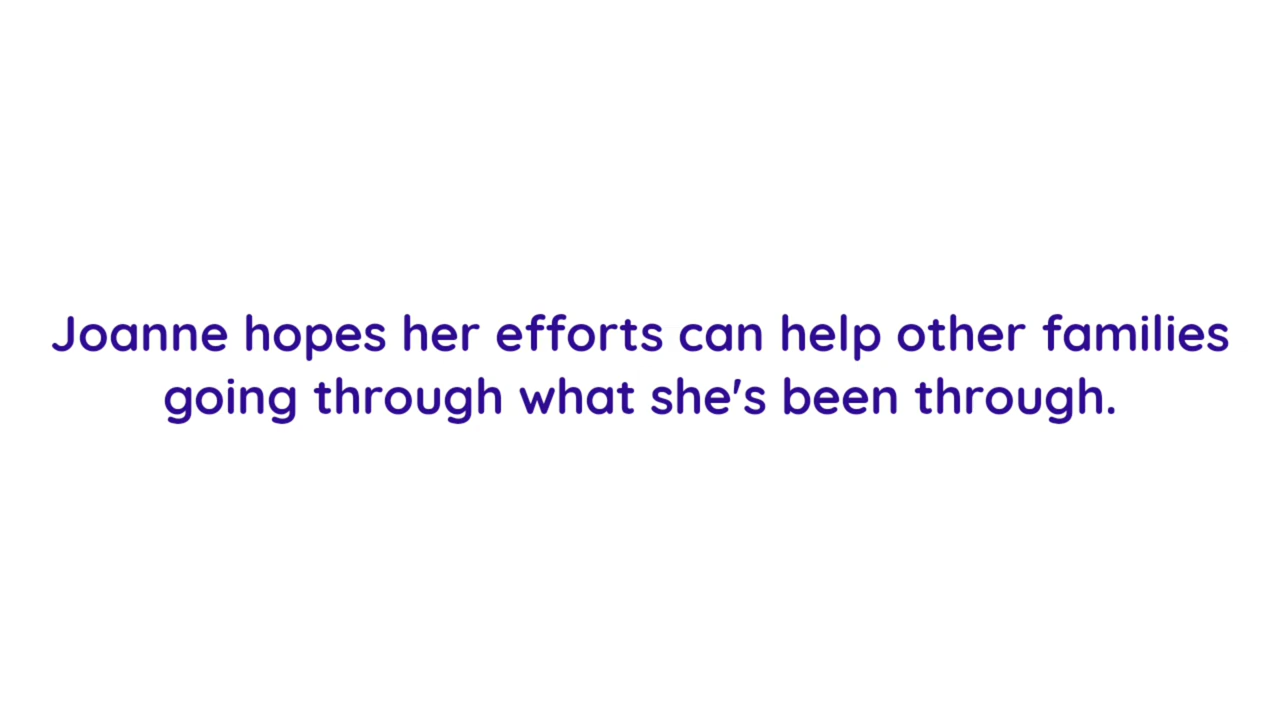 Joanne hopes her efforts can help other families
going through what she's been through.